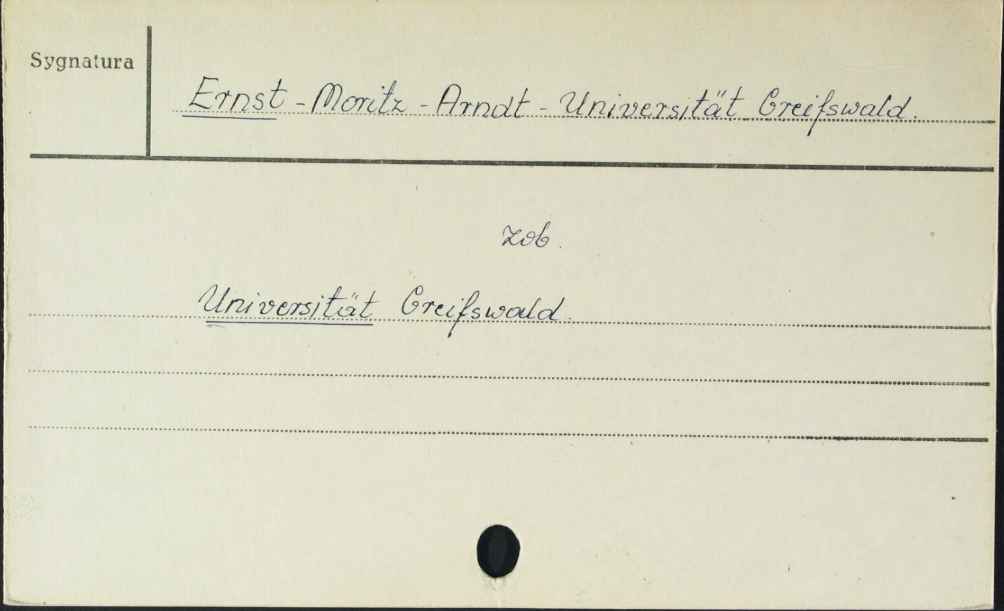 Sygnatura
Ernst-Moritz-Arndt-Universität Greifswald.
zob.
Universität Greifswald.